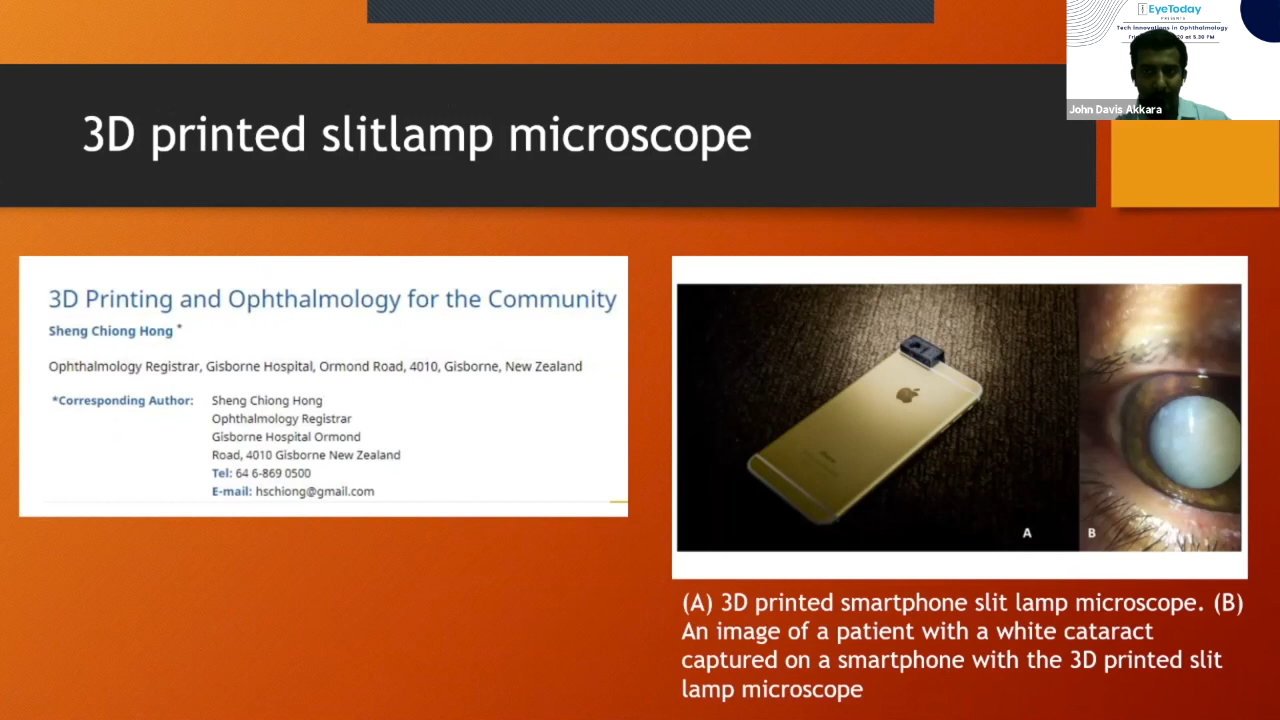 EyeToday
PRESENTS
Tech Innovations in Ophthalmology
at 5.30 PM
John Davis Akkara
3D printed slitlamp microscope
3D Printing and Ophthalmology for the Community
Sheng Chiong Hong *
Ophthalmology Registrar, Gisborne Hospital, Ormond Road, 4010, Gisborne, New Zealand
*Corresponding Author: Sheng Chiong Hong
Ophthalmology Registrar
Gisborne Hospital Ormond
Road, 4010 Gisborne New Zealand
Tel: 64 6-869 0500
E-mail: hschiong@gmail.com
A
B
(A) 3D printed smartphone slit lamp microscope. (B)
An image of a patient with a white cataract
captured on a smartphone with the 3D printed slit
lamp microscope